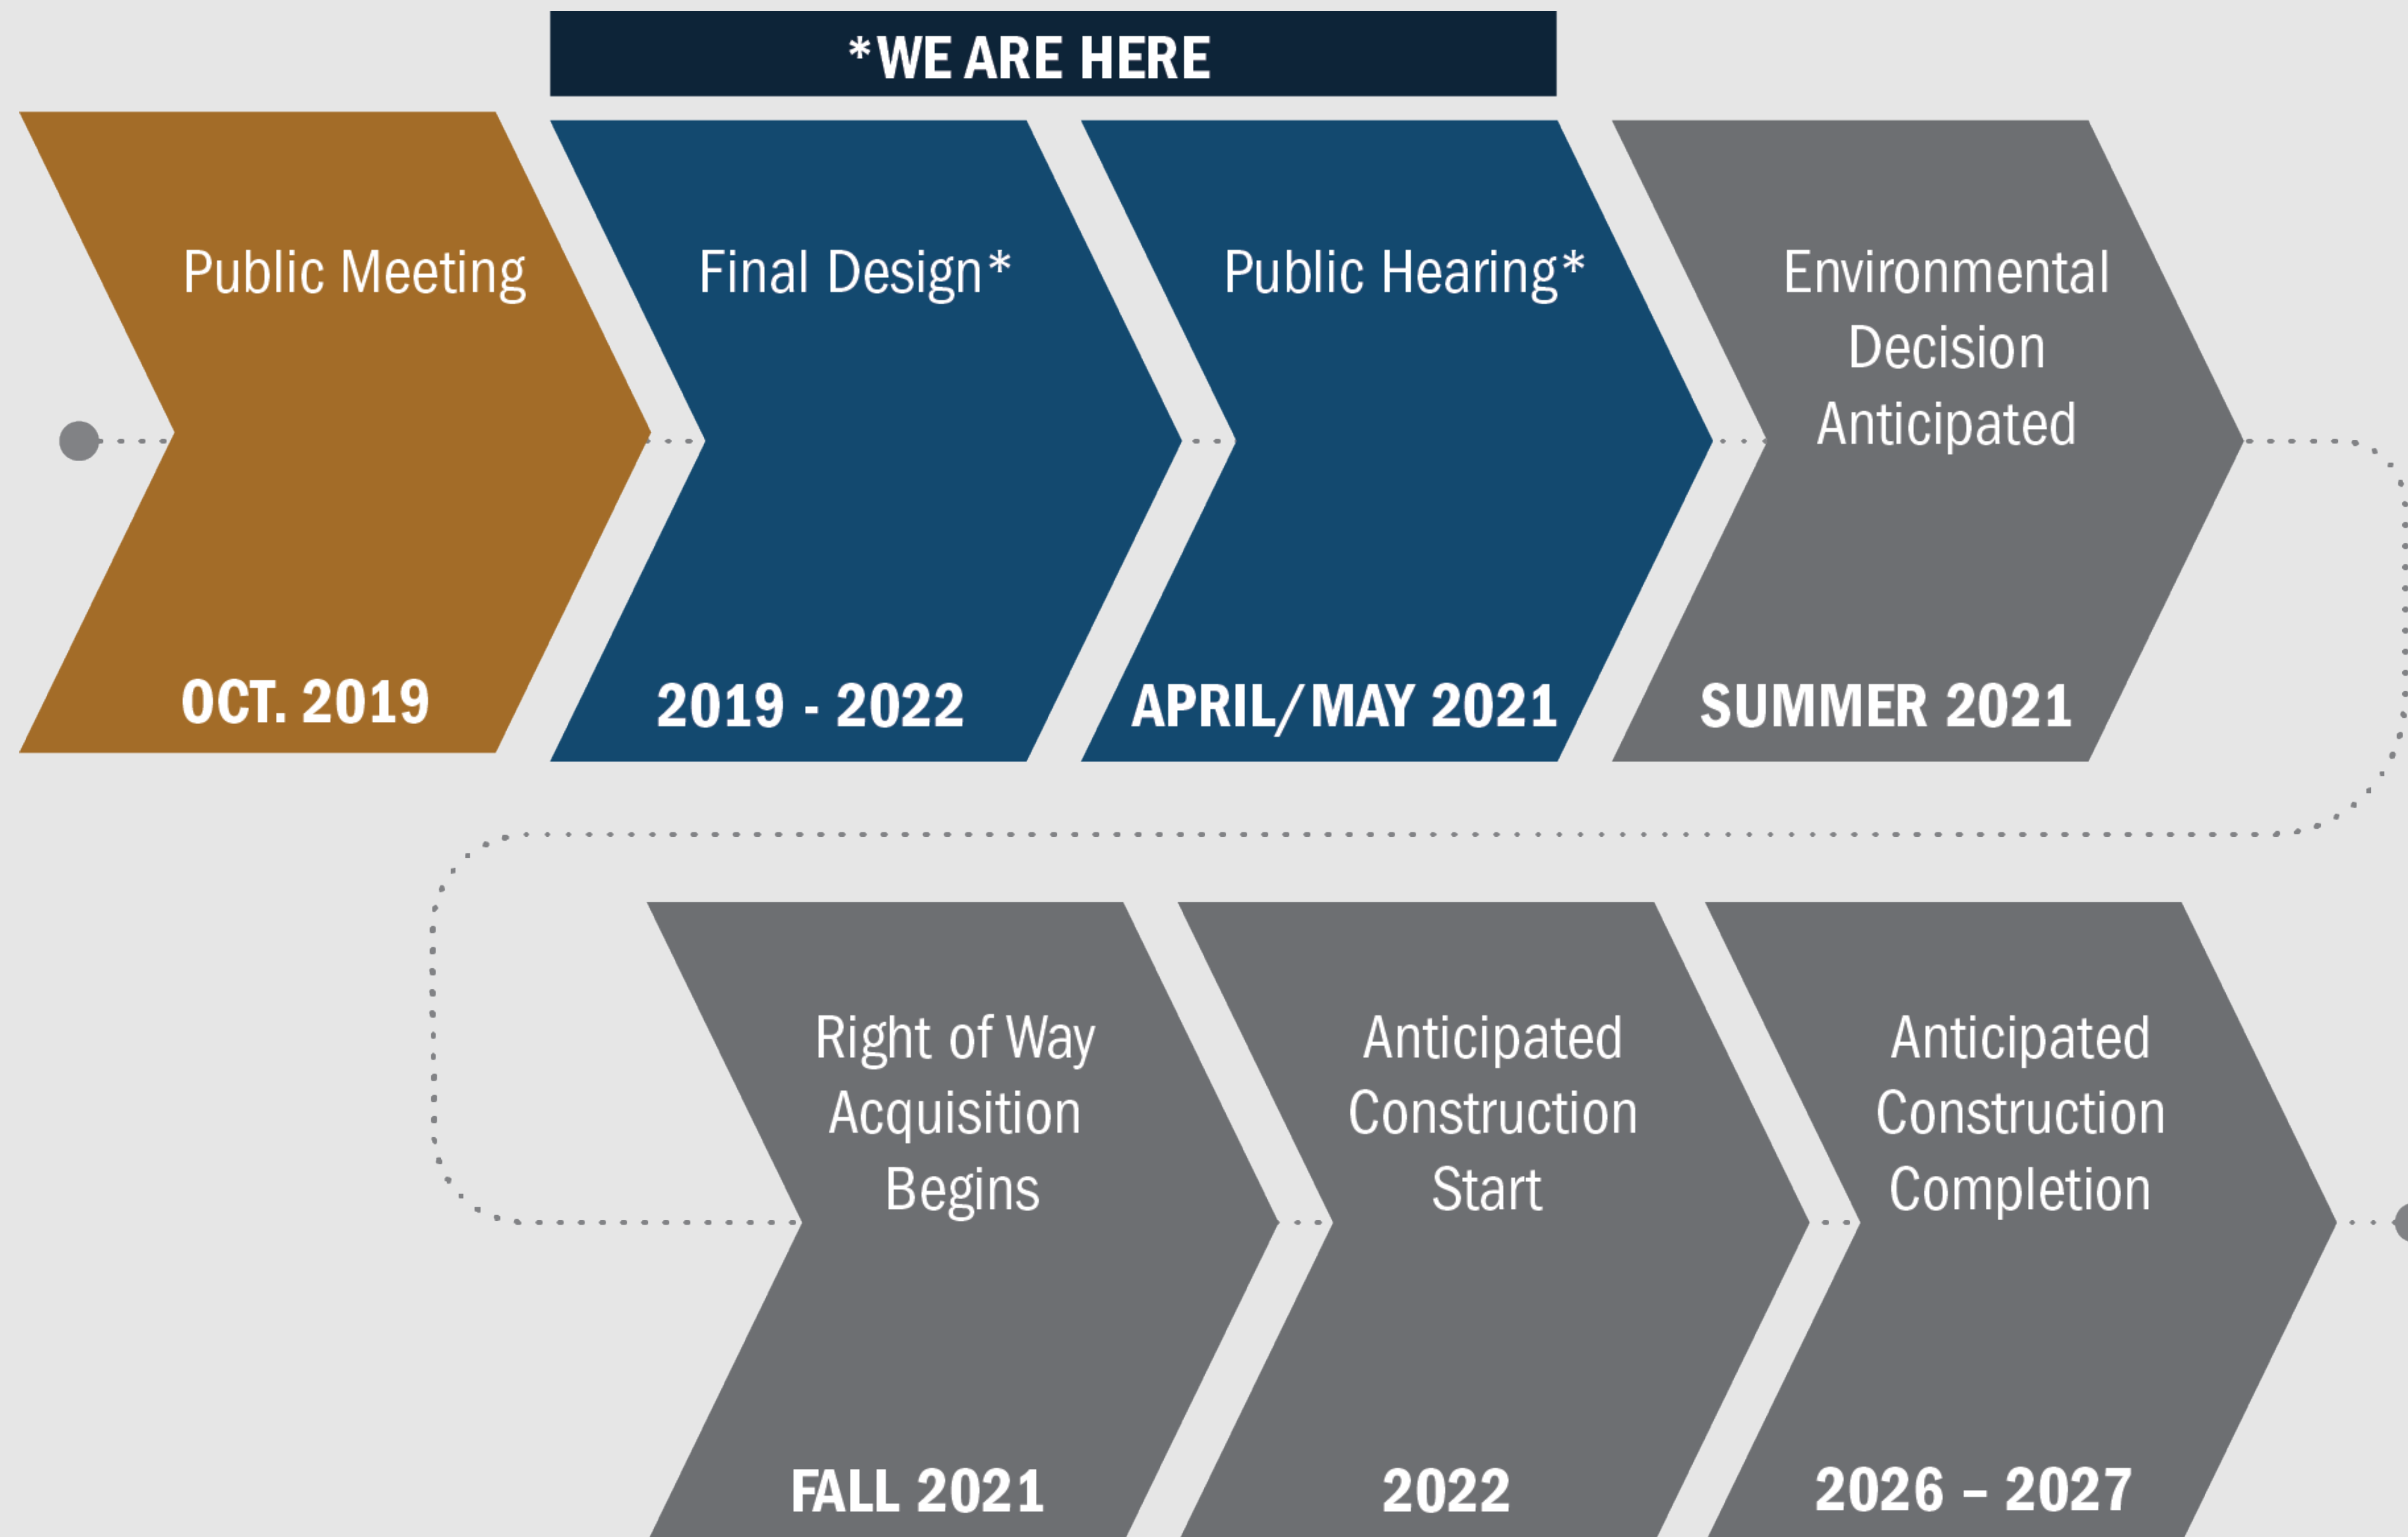 *WE ARE HERE
Public Meeting
OCT. 2019
Final Design*
2019 - 2022
Public Hearing*
APRIL/MAY 2021
Environmental
Decision
Anticipated
SUMMER 2021
Right of Way
Acquisition
Begins
FALL 2021
Anticipated
Construction
Start
2022
Anticipated
Construction
Completion
2026 – 2027